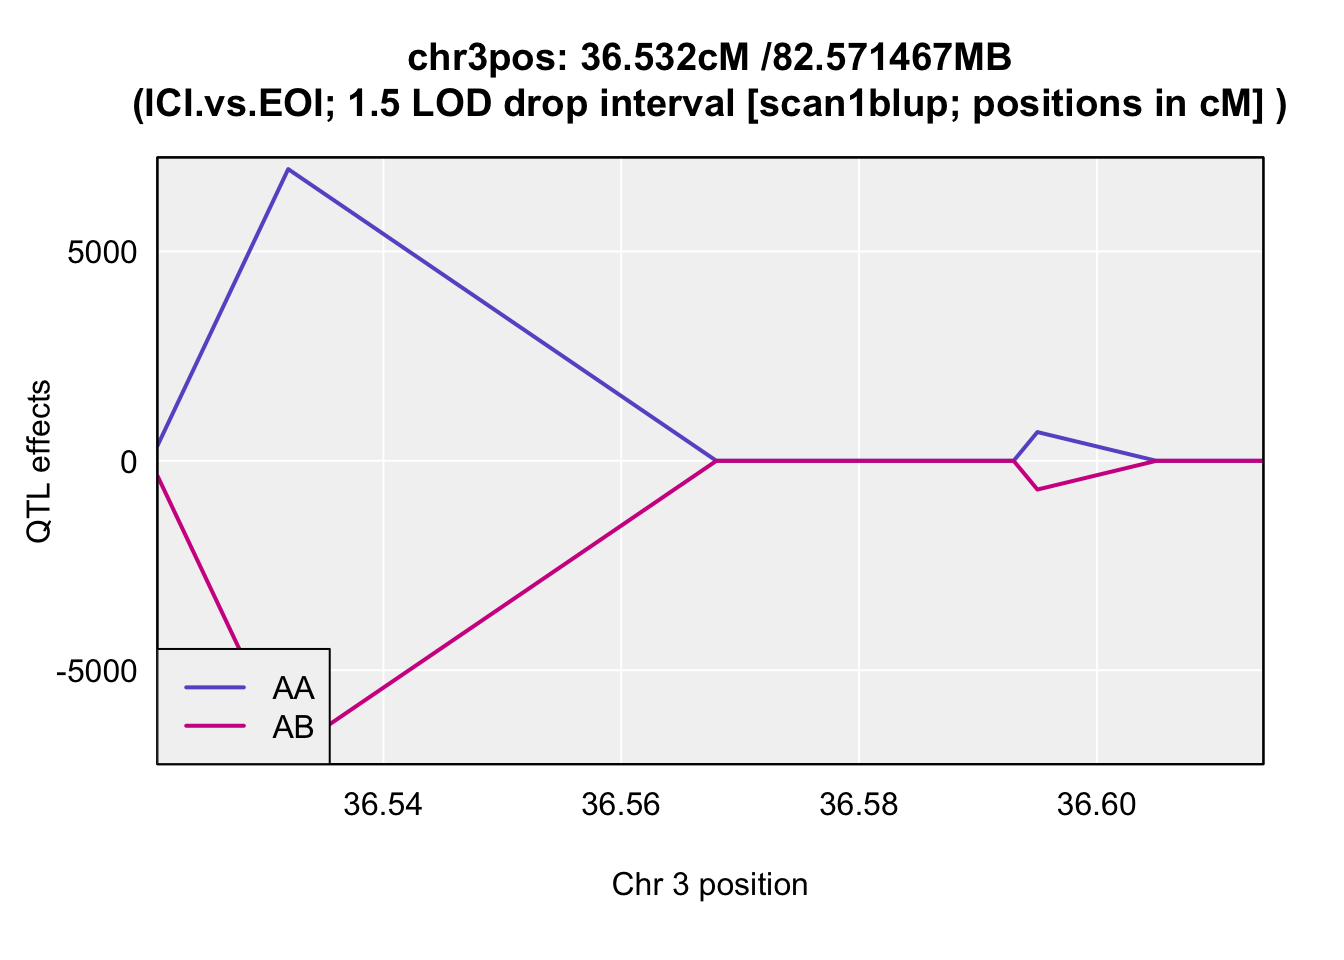 chr3pos: 36.532cM /82.571467MB
(ICI.vs.EOI; 1.5 LOD drop interval [scan1blup; positions in cM] )
5000
0
-5000
QTL effects
AA
AB
36.54 36.56 36.58 36.60
Chr 3 position